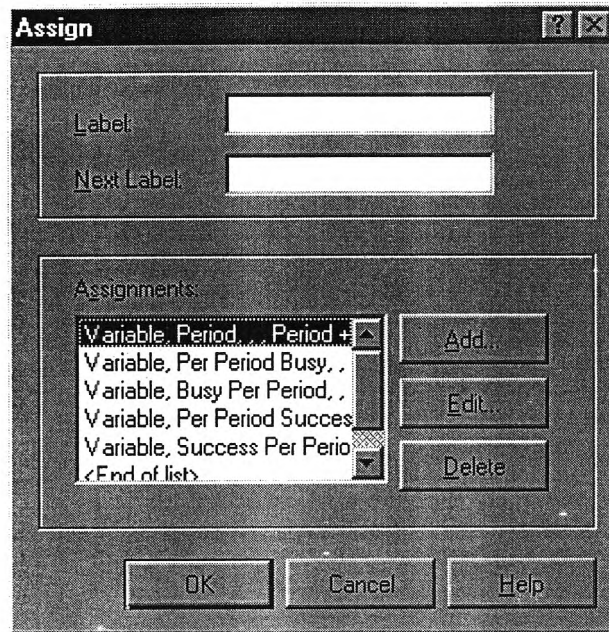 Assign
Label:
Next Label:
Assignments:
Variable, Period, , , Period +
Variable, Per Period Busy, ,
Variable, Busy Per Period, ,
Variable, Per Period Succes
Variable, Success Per Perio
<End of list>
Add...
Edit...
Delete
OK
Cancel
Help